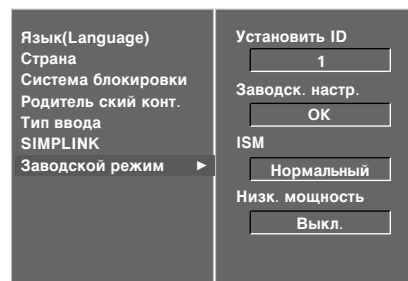 Язык(Language)
Страна
Система блокировки
Родитель ский конт.
Тип ввода
SIMPLINK
Заводской режим ►
Установить ID
1
Заводск. настр.
OK
ISM
Нормальный
Низк. мощность
Выкл.